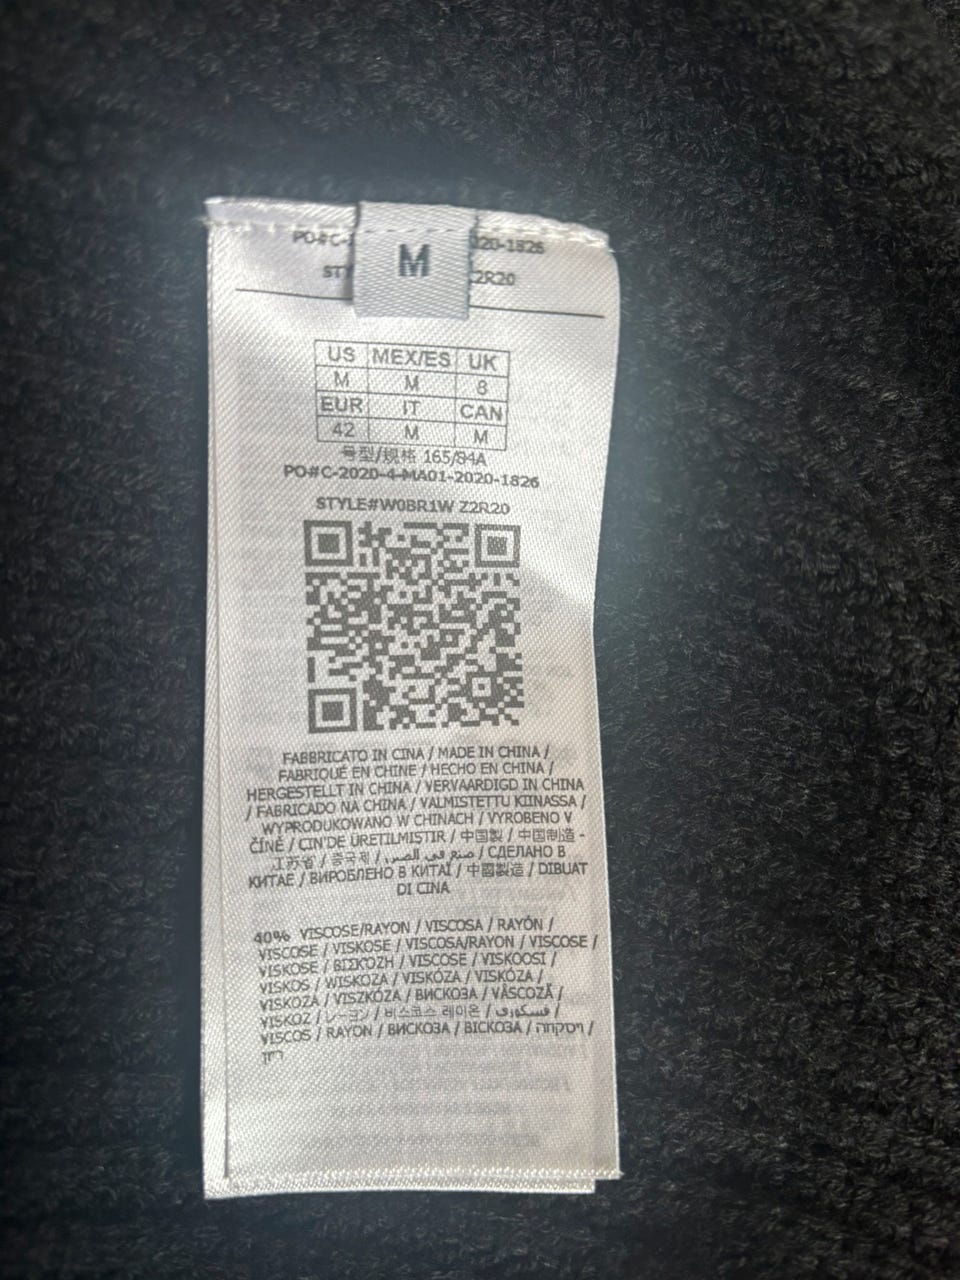 M
PO#C- 020-1826
STY Z2R20
US MEX/ES UK
M M 8
EUR IT CAN
42 M M
号型/规格 165/84A
PO#C-2020-4-MA01-2020-1826
STYLE#W0BR1W Z2R20
FABBRICATO IN CINA / MADE IN CHINA /
FABRIQUÉ EN CHINE / HECHO EN CHINA /
HERGESTELLT IN CHINA / VERVAARDIGD IN CHINA
/ FABRICADO NA CHINA / VALMISTETTU KIINASSA /
WYPRODUKOWANO W CHINACH / VYROBENO V
ČÍNĚ / CIN'DE ÜRETILMIŞTIR / 中国製 / 中国制造 -
江苏省 / 중국제 / صنع في الصين / СДЕЛАНО В
КИТАЕ / ВИРОБЛЕНО В КИТАЇ / 中國製造 / DIBUAT
DI CINA
40% VISCOSE/RAYON / VISCOSA / RAYÓN /
VISCOSE / VISKOSE / VISCOSA/RAYON / VISCOSE /
VISKOSE / ΒΙΣΚΌΖΗ / VISCOSE / VISKOOSI /
VISKOS / WISKOZA / VISKÓZA / VISKÓZA /
VISKOZA / VISZKÓZA / ВИСКОЗА / VÂSCOZĂ /
VISKOZ / レーヨン / 비스코스 레이온 / فسكوزي /
VISCOS / RAYON / ВИСКОЗА / ВІСКОЗА / ויסקוזה /
זהורית